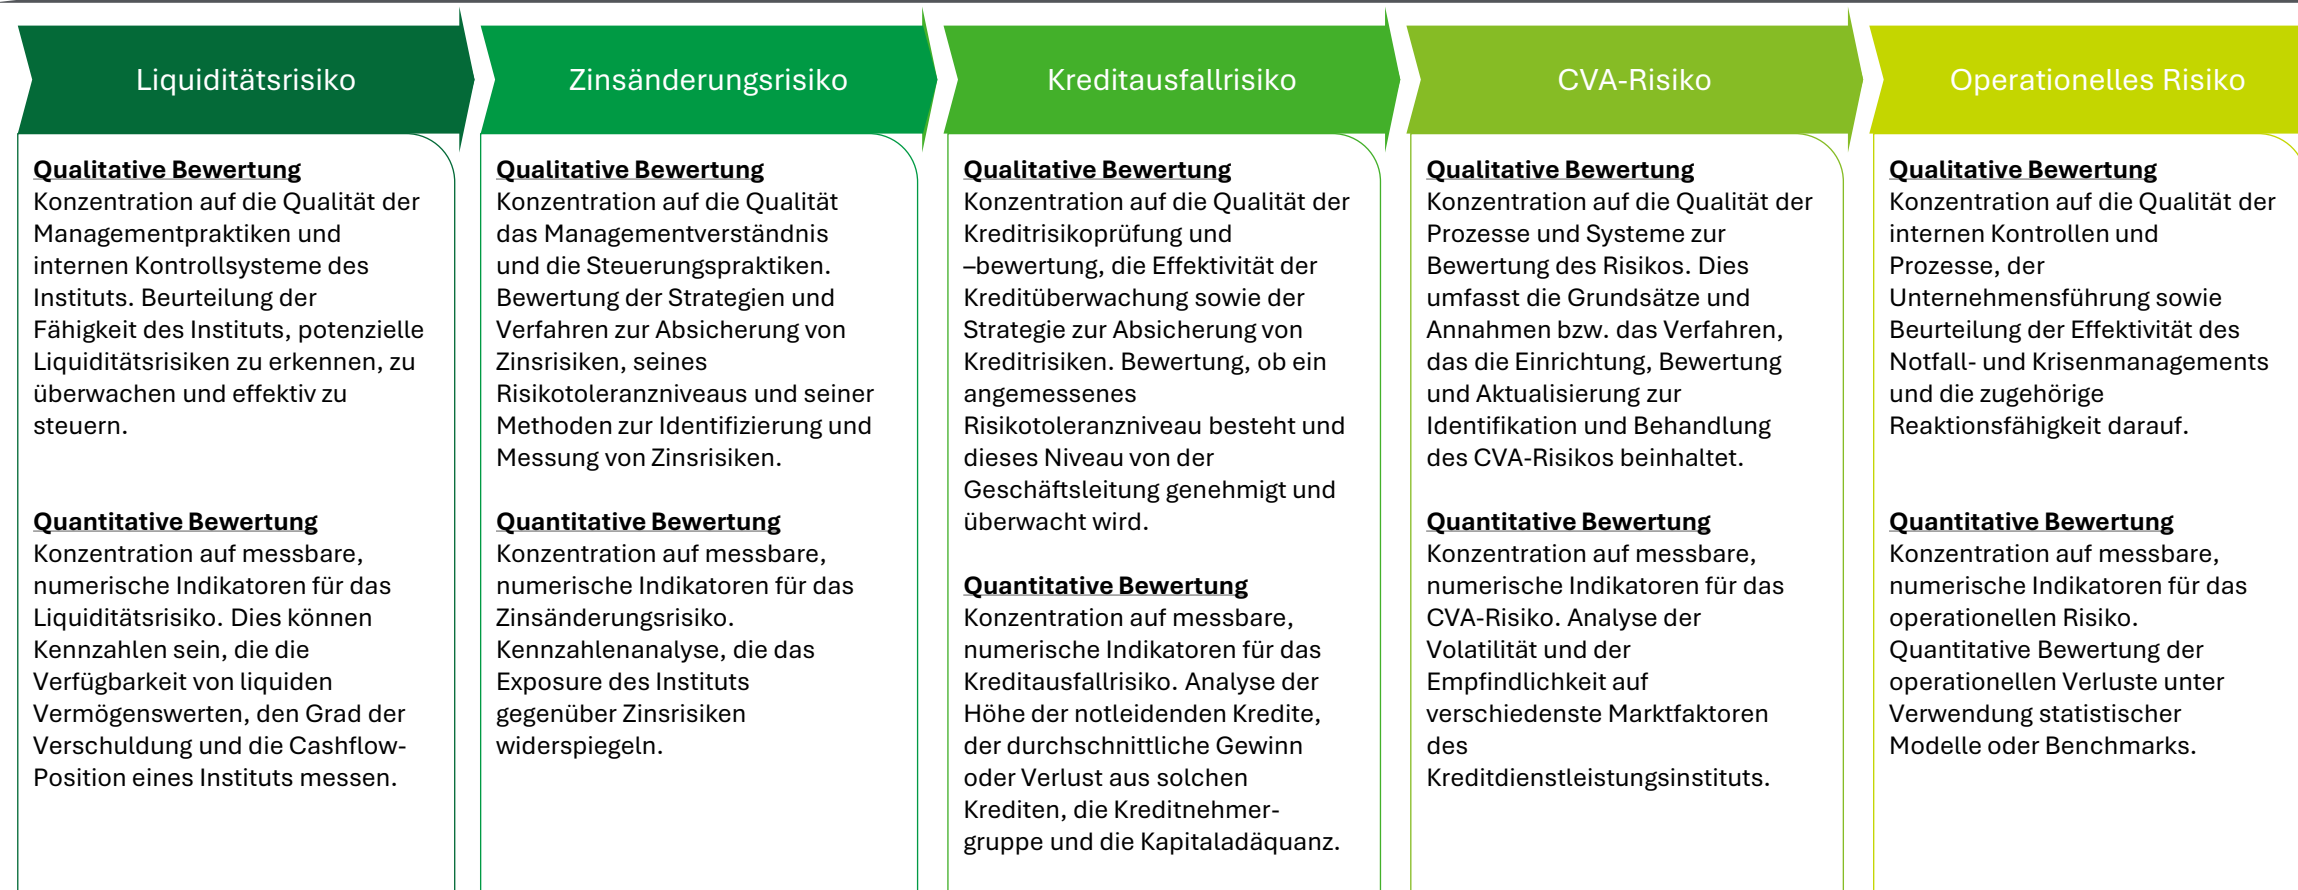 Liquiditätsrisiko
Qualitative Bewertung
Konzentration auf die Qualität der
Managementpraktiken und
internen Kontrollsysteme des
Instituts. Beurteilung der
Fähigkeit des Instituts, potenzielle
Liquiditätsrisiken zu erkennen, zu
überwachen und effektiv zu
steuern.
Quantitative Bewertung
Konzentration auf messbare,
numerische Indikatoren für das
Liquiditätsrisiko. Dies können
Kennzahlen sein, die die
Verfügbarkeit von liquiden
Vermögenswerten, den Grad der
Verschuldung und die Cashflow-
Position eines Instituts messen.
Zinsänderungsrisiko
Qualitative Bewertung
Konzentration auf die Qualität
das Managementverständnis
und die Steuerungspraktiken.
Bewertung der Strategien und
Verfahren zur Absicherung von
Zinsrisiken, seines
Risikotoleranzniveaus und seiner
Methoden zur Identifizierung und
Messung von Zinsrisiken.
Quantitative Bewertung
Konzentration auf messbare,
numerische Indikatoren für das
Zinsänderungsrisiko.
Kennzahlenanalyse, die das
Exposure des Instituts
gegenüber Zinsrisiken
widerspiegeln.
Kreditausfallrisiko
Qualitative Bewertung
Konzentration auf die Qualität der
Kreditrisikoprüfung und
–bewertung, die Effektivität der
Kreditüberwachung sowie der
Strategie zur Absicherung von
Kreditrisiken. Bewertung, ob ein
angemessenes
Risikotoleranzniveau besteht und
dieses Niveau von der
Geschäftsleitung genehmigt und
überwacht wird.
Quantitative Bewertung
Konzentration auf messbare,
numerische Indikatoren für das
Kreditausfallrisiko. Analyse der
Höhe der notleidenden Kredite,
der durchschnittliche Gewinn
oder Verlust aus solchen
Krediten, die Kreditnehmer-
gruppe und die Kapitaladäquanz.
CVA-Risiko
Qualitative Bewertung
Konzentration auf die Qualität der
Prozesse und Systeme zur
Bewertung des Risikos. Dies
umfasst die Grundsätze und
Annahmen bzw. das Verfahren,
das die Einrichtung, Bewertung
und Aktualisierung zur
Identifikation und Behandlung
des CVA-Risikos beinhaltet.
Quantitative Bewertung
Konzentration auf messbare,
numerische Indikatoren für das
CVA-Risiko. Analyse der
Volatilität und der
Empfindlichkeit auf
verschiedenste Marktfaktoren
des
Kreditdienstleistungsinstituts.
Operationelles Risiko
Qualitative Bewertung
Konzentration auf die Qualität der
internen Kontrollen und
Prozesse, der
Unternehmensführung sowie
Beurteilung der Effektivität des
Notfall- und Krisenmanagements
und die zugehörige
Reaktionsfähigkeit darauf.
Quantitative Bewertung
Konzentration auf messbare,
numerische Indikatoren für das
operationellen Risiko.
Quantitative Bewertung der
operationellen Verluste unter
Verwendung statistischer
Modelle oder Benchmarks.